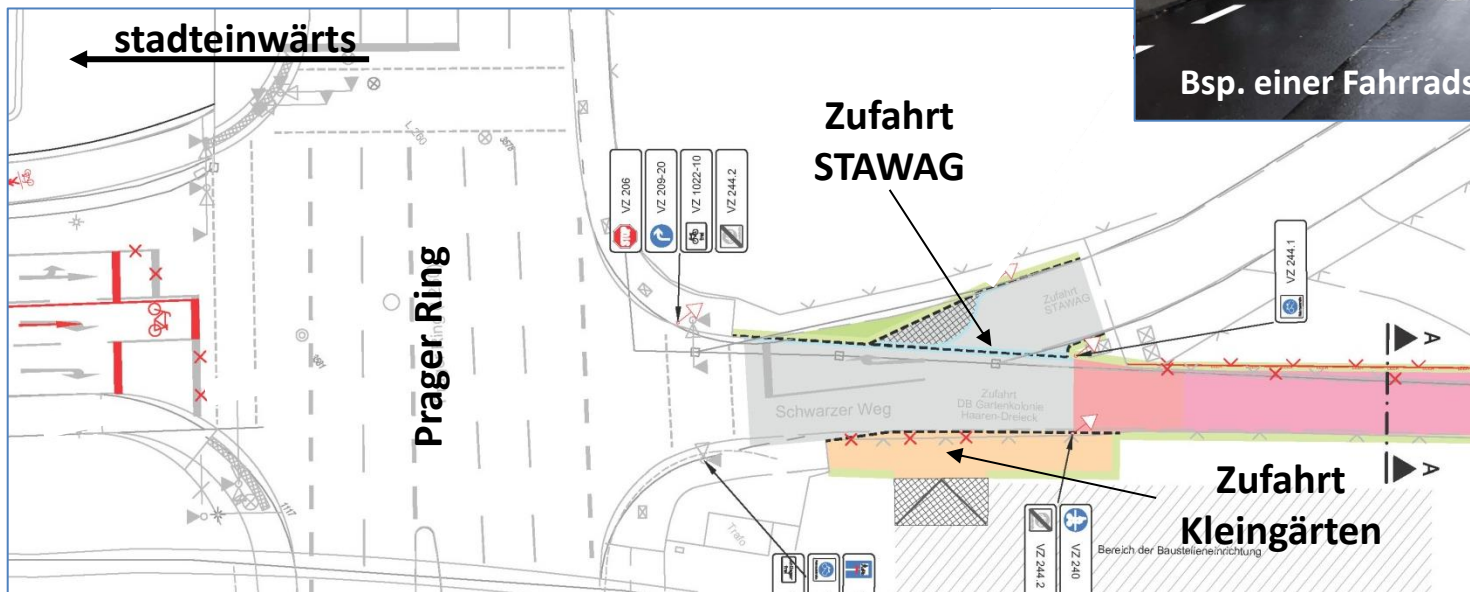 stadteinwärts
Bsp. einer Fahrrads
Zufahrt
STAWAG
VZ 206
VZ 209-20
VZ 1022-10
VZ 244.2
VZ 244.1
Prager Ring
Zufahrt
STAWAG
Schwarzer Weg
Zufahrt
DB Gartenkolonie
Haaren-Dreieck
A
A
Zufahrt
Kleingärten
Trafo
VZ 244.2
VZ 240
Bereich der Baustelleneinrichtung
1117